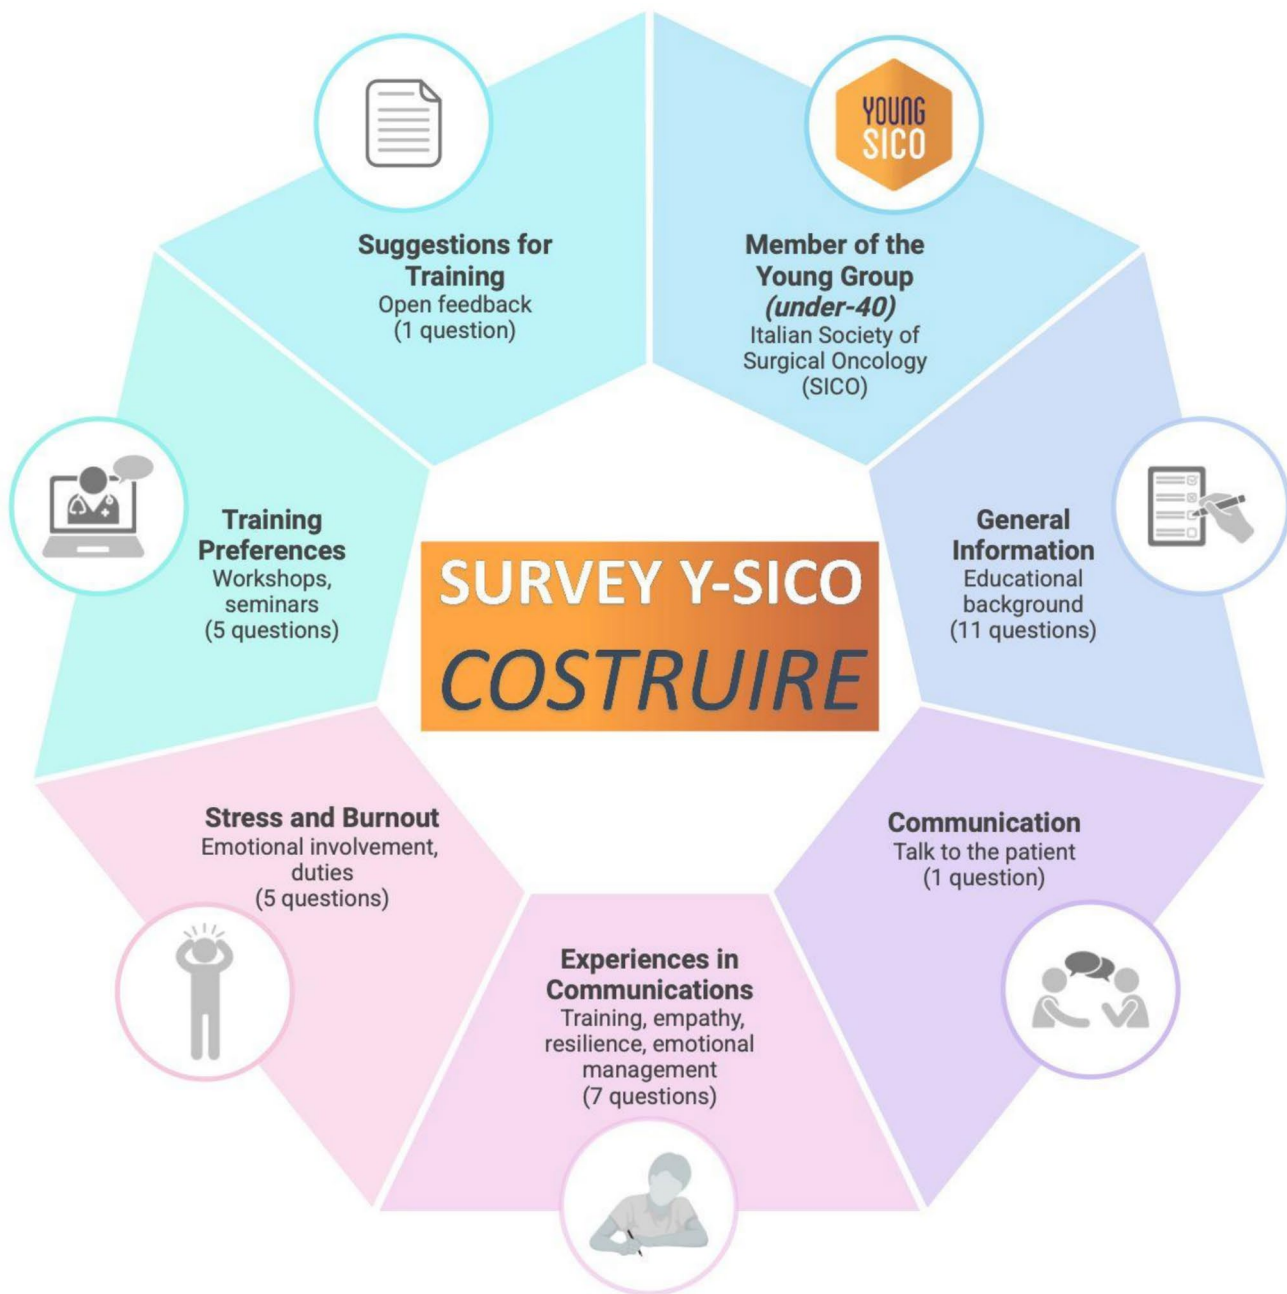 YOUNG
SICO
Member of the
Young Group
(under-40)
Italian Society of
Surgical Oncology
(SICO)
General
Information
Educational
background
(11 questions)
Communication
Talk to the patient
(1 question)
Experiences in
Communications
Training, empathy,
resilience, emotional
management
(7 questions)
Stress and Burnout
Emotional involvement,
duties
(5 questions)
Training
Preferences
Workshops,
seminars
(5 questions)
Suggestions for
Training
Open feedback
(1 question)
SURVEY Y-SICO
COSTRUIRE